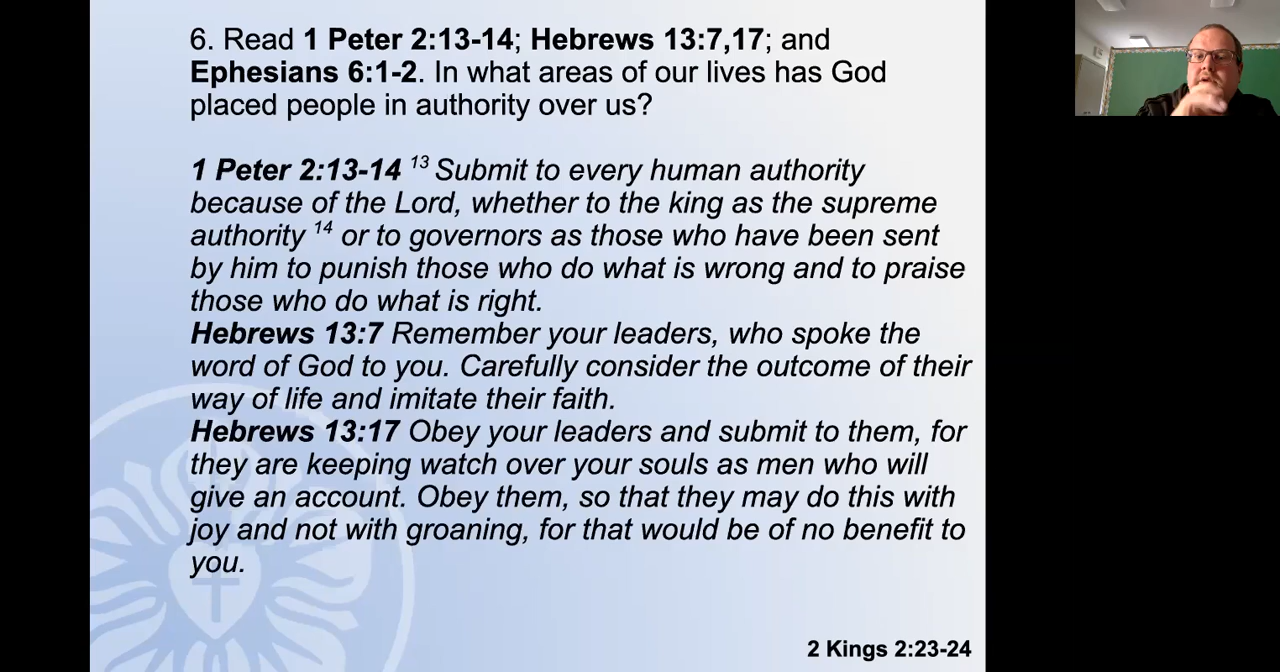 6. Read 1 Peter 2:13-14; Hebrews 13:7,17; and
Ephesians 6:1-2. In what areas of our lives has God
placed people in authority over us?
1 Peter 2:13-14 13 Submit to every human authority
because of the Lord, whether to the king as the supreme
authority 14 or to governors as those who have been sent
by him to punish those who do what is wrong and to praise
those who do what is right.
Hebrews 13:7 Remember your leaders, who spoke the
word of God to you. Carefully consider the outcome of their
way of life and imitate their faith.
Hebrews 13:17 Obey your leaders and submit to them, for
they are keeping watch over your souls as men who will
give an account. Obey them, so that they may do this with
joy and not with groaning, for that would be of no benefit to
you.
2 Kings 2:23-24